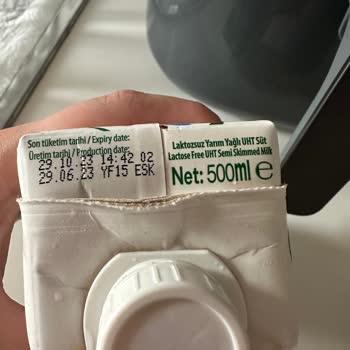 Son tüketim tarihi / Expiry date:
Üretim tarihi / Production date:
29.10.23 14:42 02
29.06.23 YF15 ESK
Laktozsuz Yarım Yağlı UHT Süt
Lactose Free UHT Semi Skimmed Milk
Net: 500ml e